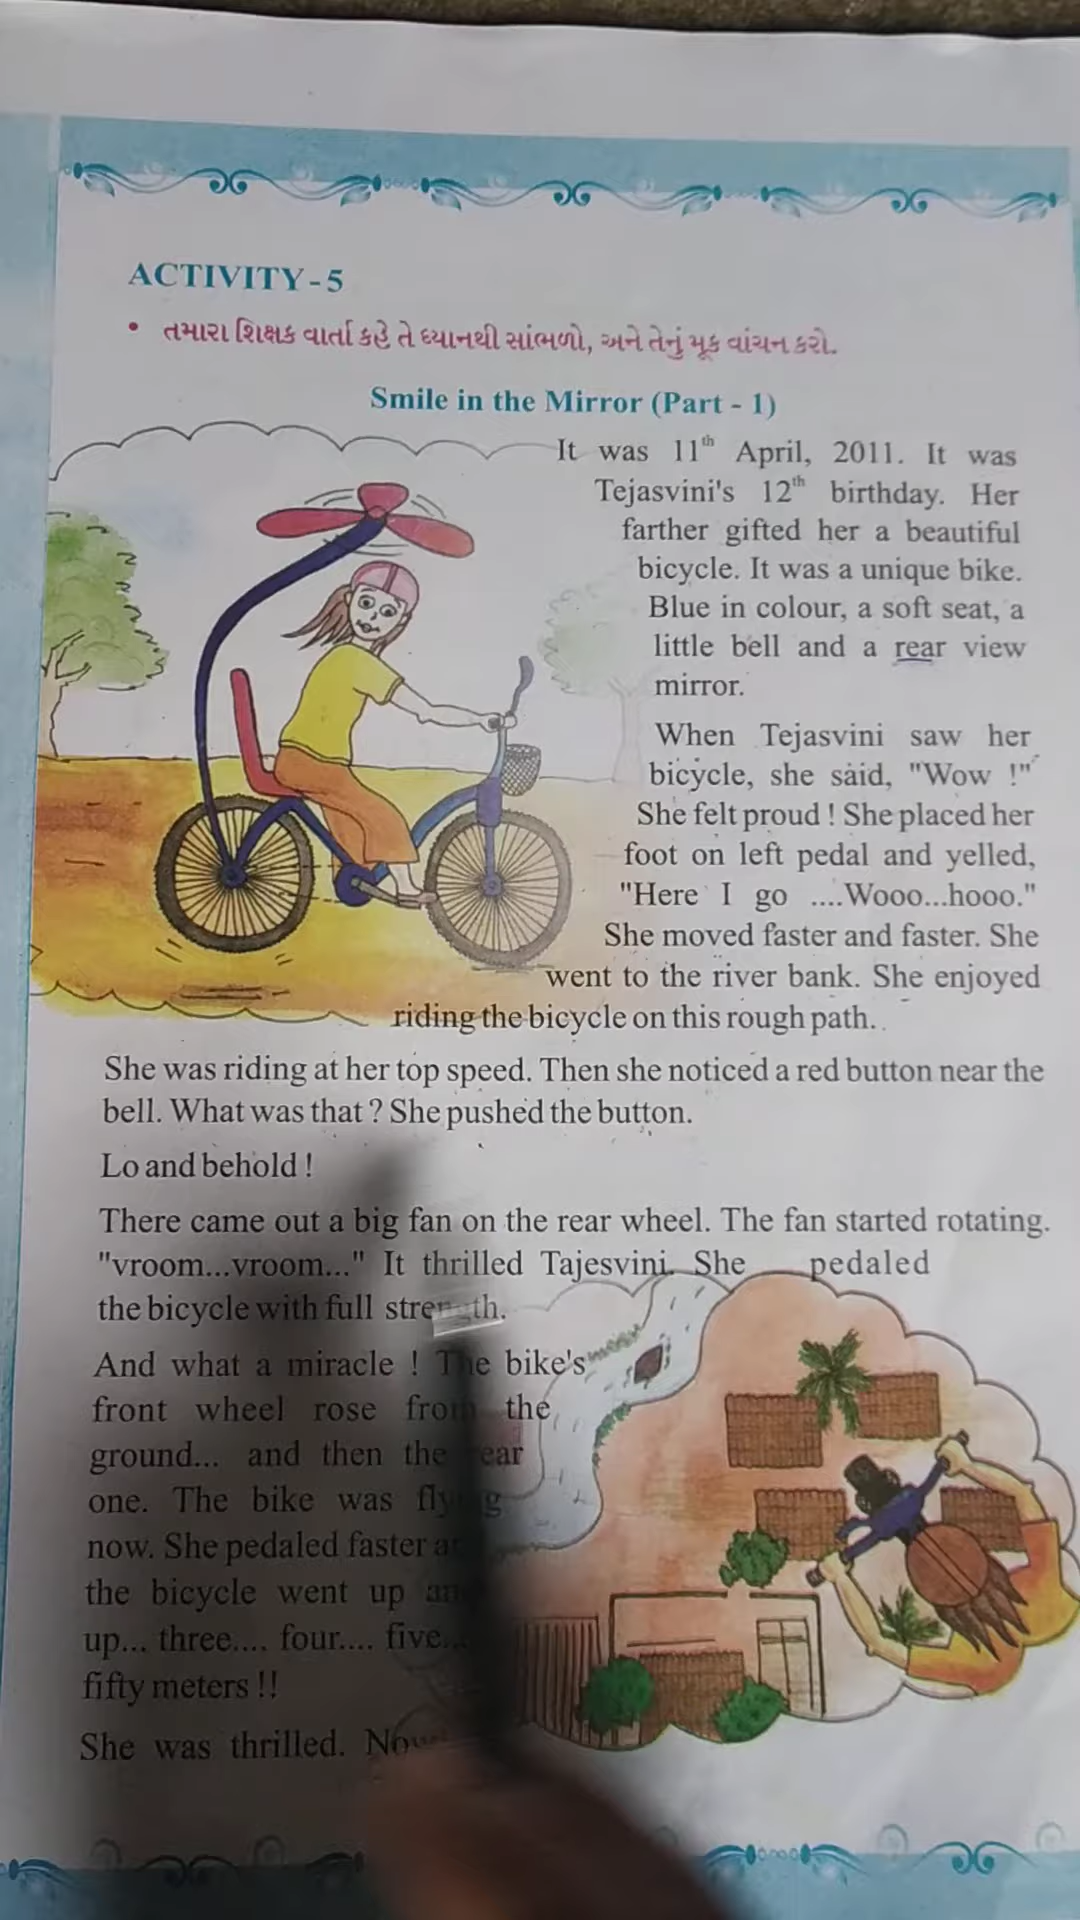 ACTIVITY - 5
• તમારા શિક્ષક વાર્તા કહે તે ધ્યાનથી સાંભળો, અને તેનું મૂક વાંચન કરો.
Smile in the Mirror (Part - 1)
It was 11th April, 2011. It was
Tejasvini's 12th birthday. Her
farther gifted her a beautiful
bicycle. It was a unique bike.
Blue in colour, a soft seat, a
little bell and a rear view
mirror.
When Tejasvini saw her
bicycle, she said, "Wow !"
She felt proud ! She placed her
foot on left pedal and yelled,
"Here I go ....Wooo...hooo."
She moved faster and faster. She
went to the river bank. She enjoyed
riding the bicycle on this rough path.
She was riding at her top speed. Then she noticed a red button near the
bell. What was that ? She pushed the button.
Lo and behold !
There came out a big fan on the rear wheel. The fan started rotating.
"vroom...vroom..." It thrilled Tajesvini. She pedaled
the bicycle with full strength.
And what a miracle ! The bike's
front wheel rose from the
ground... and then the rear
one. The bike was flying
now. She pedaled faster
the bicycle went up
up... three.... four.... five...
fifty meters !!
She was thrilled.